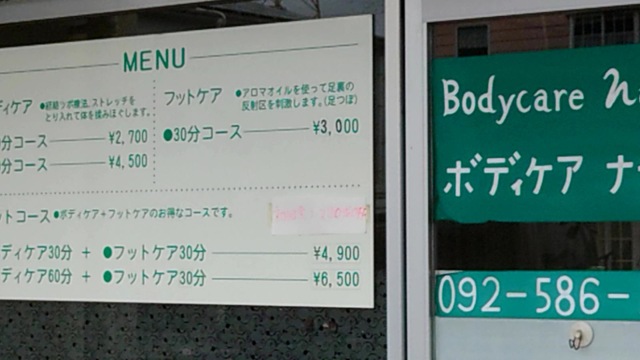 MENU
ディケア ●経絡リポ療法、ストレッチを
とり入れて体を揉みほぐします。
分コース ¥2,700
分コース ¥4,500
フットケア ●アロマオイルを使って足裏の
反射区を刺激します。(足つぼ)
●30分コース ¥3,000
ットコース ●ボディケア+フットケアのお得なコースです。
ディケア30分 + ●フットケア30分 ¥4,900
ディケア60分 + ●フットケア30分 ¥6,500
Bodycare
ボディケア ナ
092-586-